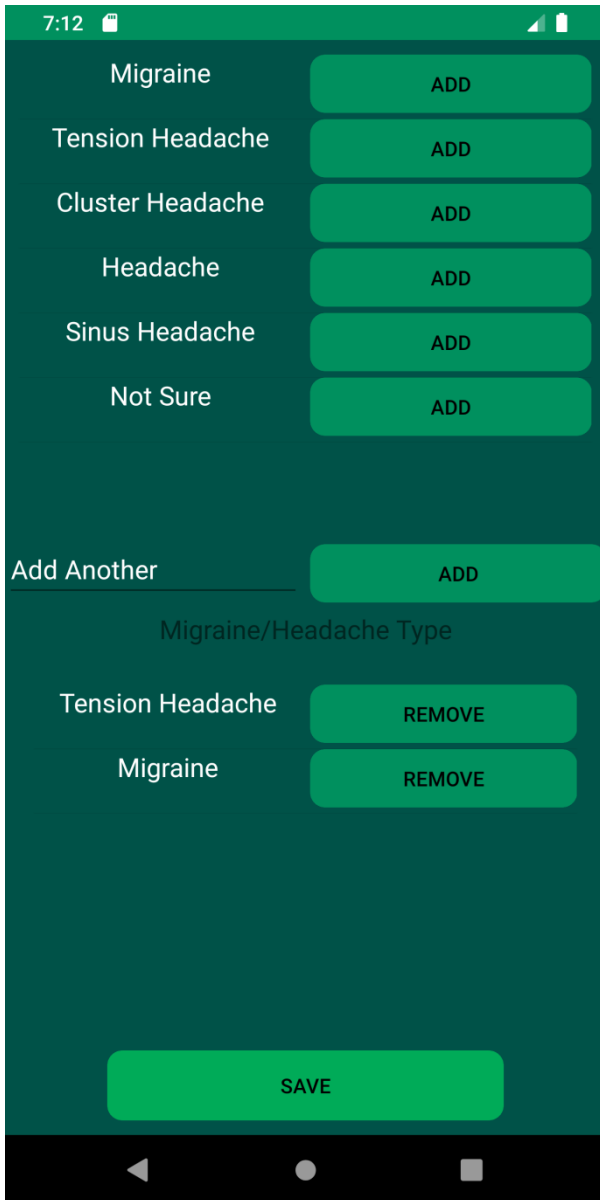 7:12
Migraine ADD
Tension Headache ADD
Cluster Headache ADD
Headache ADD
Sinus Headache ADD
Not Sure ADD
Add Another ADD
Migraine/Headache Type
Tension Headache REMOVE
Migraine REMOVE
SAVE